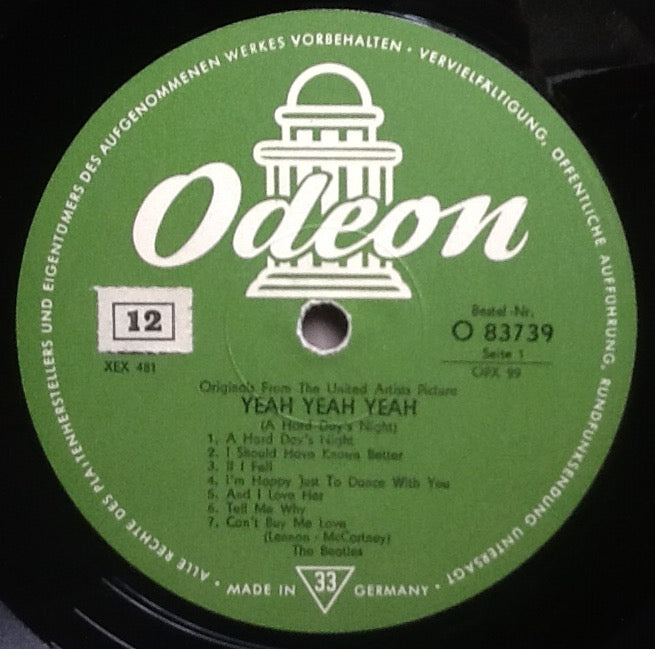 ALLE RECHTE DES PLATTENHERSTELLERS UND EIGENTÜMERS DES AUFGENOMMENEN WERKES VORBEHALTEN · VERVIELFÄLTIGUNG, ÖFFENTLICHE AUFFÜHRUNG, RUNDFUNKSENDUNG UNTERSAGT ·
Odeon
12
XEX 481
Bestel-Nr.
O 83739
Seite 1
OPX 99
Originals From The United Artists Picture
YEAH YEAH YEAH
(A Hard Day's Night)
1. A Hard Day's Night
2. I Should Have Known Better
3. If I Fell
4. I'm Happy Just To Dance With You
5. And I Love Her
6. Tell Me Why
7. Can't Buy Me Love
(Lennon - McCartney)
The Beatles
MADE IN 33 GERMANY